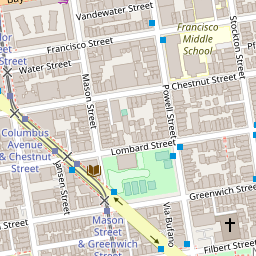 Bay
Vandewater Street
Francisco Street
Francisco
Middle
School
Stockton Street
Water Street
Chestnut Street
Mason Street
Powell Street
Columbus
Avenue
& Chestnut
Street
Lombard Street
Jansen Street
Greenwich Street
Mason
Street
& Greenwich
Street
Via Bufano
Filbert Street